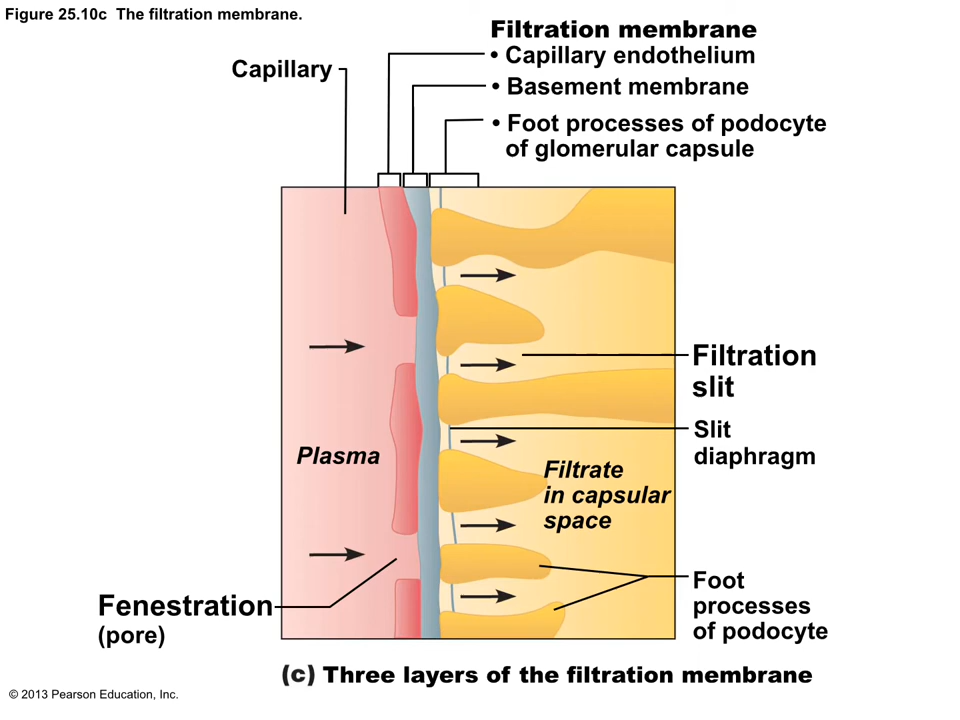 Figure 25.10c  The filtration membrane.
Filtration membrane
• Capillary endothelium
• Basement membrane
• Foot processes of podocyte
of glomerular capsule
Capillary
Filtration
slit
Slit
diaphragm
Plasma
Filtrate
in capsular
space
Foot
processes
of podocyte
Fenestration
(pore)
(c) Three layers of the filtration membrane
© 2013 Pearson Education, Inc.